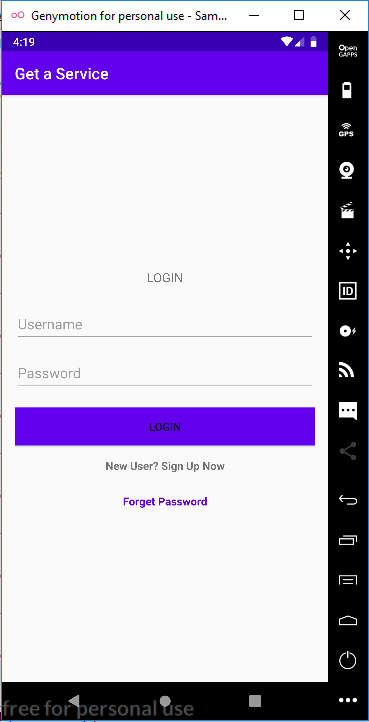 Genymotion for personal use - Sam...
4:19
Open
GAPPS
Get a Service
GPS
LOGIN
ID
Username
Password
LOGIN
New User? Sign Up Now
Forget Password
free for personal use